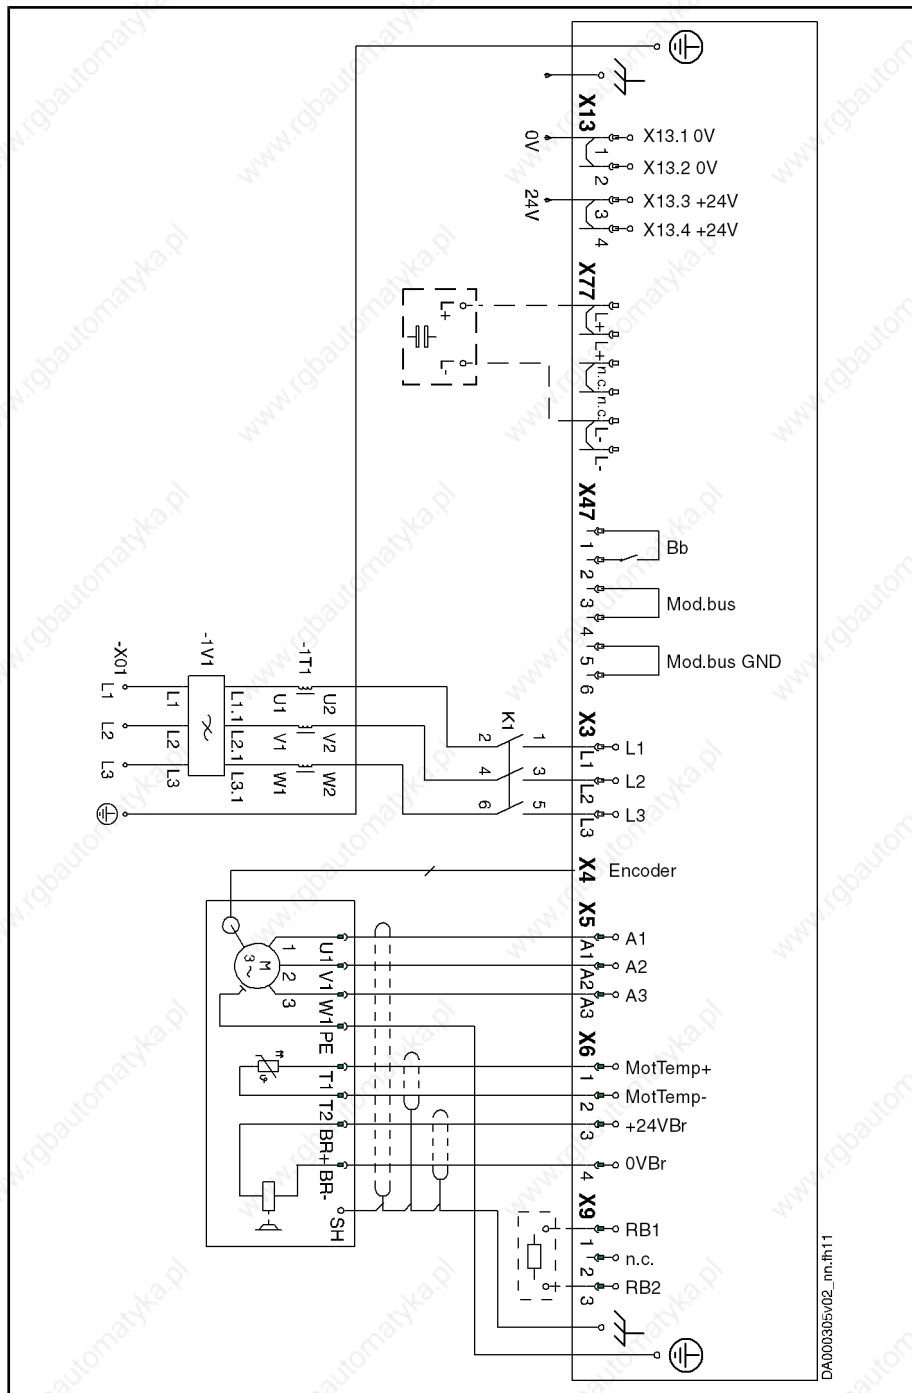 X13
0V
X13.1 0V
1
X13.2 0V
2
24V
X13.3 +24V
3
X13.4 +24V
4
X77
L+
L-
L+
L+
n.c.
n.c.
L-
L-
X47
1
Bb
2
3
Mod.bus
4
5
Mod.bus GND
6
-X01
-1V1
-1T1
L1
L1
L1.1
U1
U2
L2
L2
L2.1
V1
V2
L3
L3
L3.1
W1
W2
K1
2
1
4
3
6
5
X3
L1
L1
L2
L2
L3
L3
X4
Encoder
X5
M
3~
1
2
3
U1
V1
W1
PE
A1
A1
A2
A2
A3
A3
X6
T1
T2
BR+
BR-
SH
1
MotTemp+
2
MotTemp-
3
+24VBr
4
0VBr
X9
1
RB1
2
n.c.
3
RB2
DA000305v02_nn.fh11
www.rgbautomatyka.pl